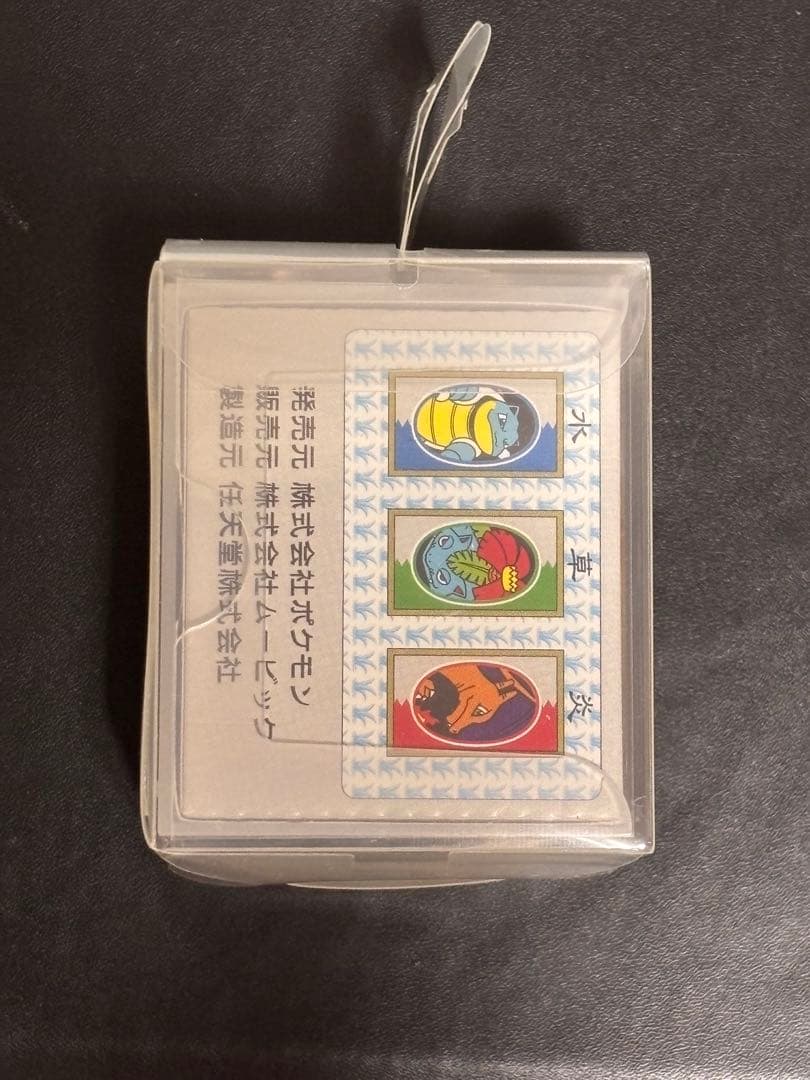 水 草 炎
発売元 株式会社ポケモン
販売元 株式会社ムービック
製造元 任天堂株式会社